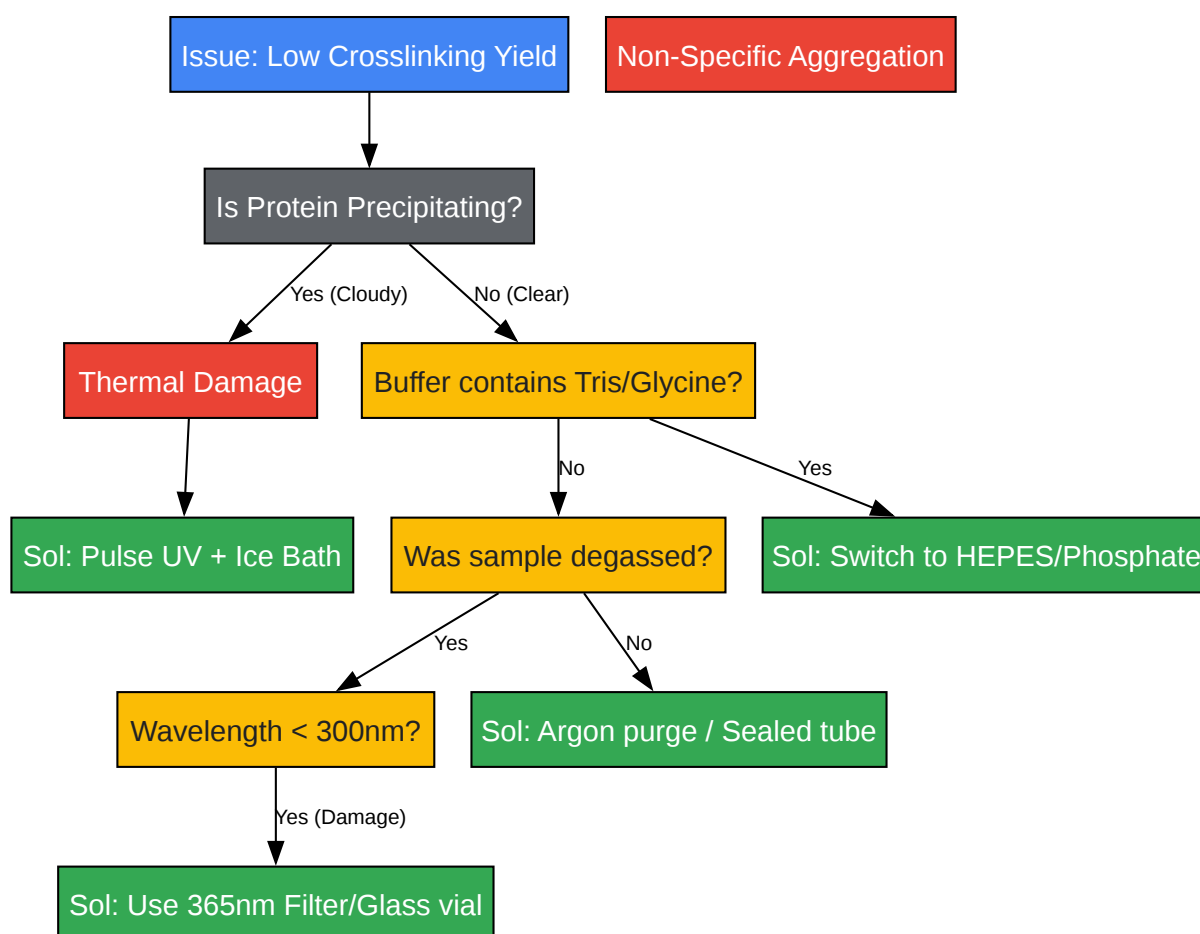 Issue: Low Crosslinking Yield
Non-Specific Aggregation
Is Protein Precipitating?
Yes (Cloudy)
No (Clear)
Thermal Damage
Buffer contains Tris/Glycine?
No
Yes
Sol: Pulse UV + Ice Bath
Was sample degassed?
Sol: Switch to HEPES/Phosphate
Yes
No
Wavelength < 300nm?
Sol: Argon purge / Sealed tube
Yes (Damage)
Sol: Use 365nm Filter/Glass vial